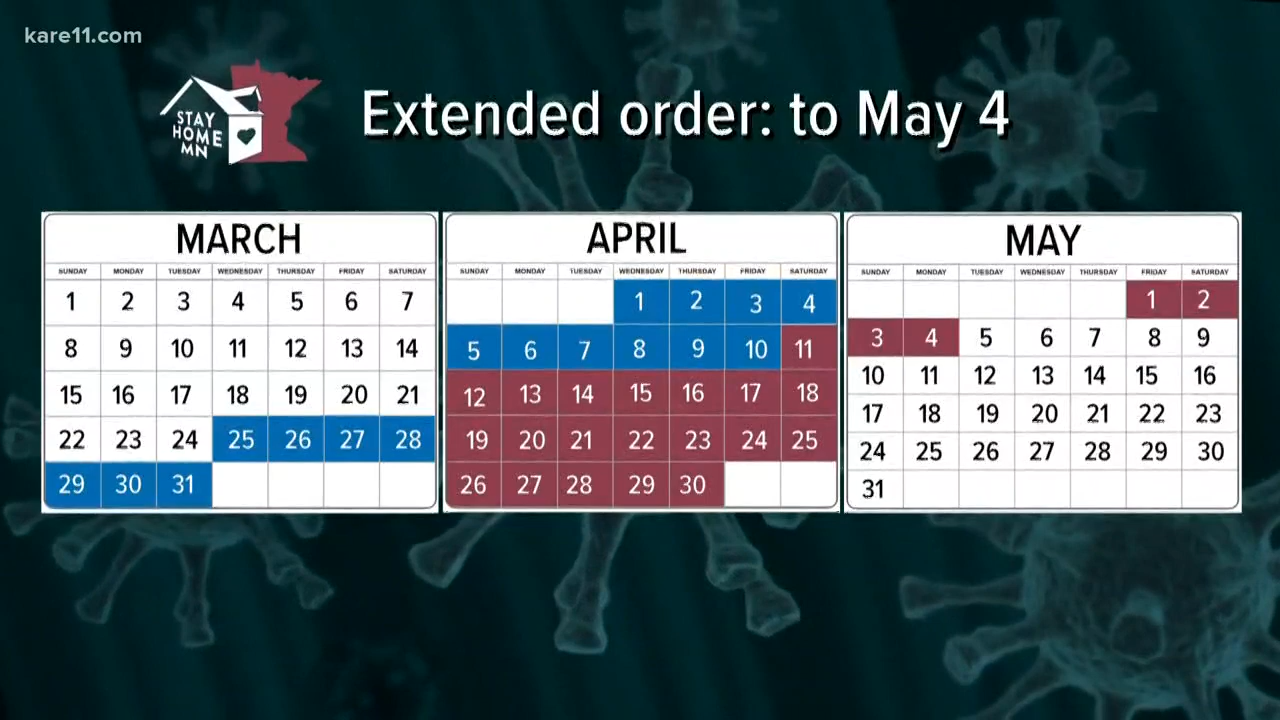 kare11.com
STAY
HOME
MN
Extended order: to May 4
MARCH
SUNDAY MONDAY TUESDAY WEDNESDAY THURSDAY FRIDAY SATURDAY
1 2 3 4 5 6 7
8 9 10 11 12 13 14
15 16 17 18 19 20 21
22 23 24 25 26 27 28
29 30 31
APRIL
SUNDAY MONDAY TUESDAY WEDNESDAY THURSDAY FRIDAY SATURDAY
1 2 3 4
5 6 7 8 9 10 11
12 13 14 15 16 17 18
19 20 21 22 23 24 25
26 27 28 29 30
MAY
SUNDAY MONDAY TUESDAY WEDNESDAY THURSDAY FRIDAY SATURDAY
1 2
3 4 5 6 7 8 9
10 11 12 13 14 15 16
17 18 19 20 21 22 23
24 25 26 27 28 29 30
31